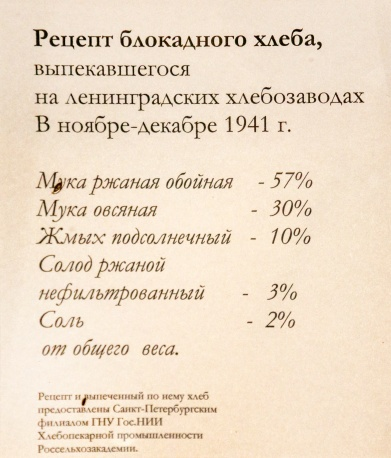 Рецепт блокадного хлеба,
выпекавшегося
на ленинградских хлебозаводах
В ноябре-декабре 1941 г.
Мука ржаная обойная - 57%
Мука овсяная - 30%
Жмых подсолнечный - 10%
Солод ржаной
нефильтрованный - 3%
Соль - 2%
от общего веса.
Рецепт и выпеченный по нему хлеб
предоставлены Санкт-Петербургским
филиалом ГНУ Гос.НИИ
Хлебопекарной промышленности
Россельхозакадемии.